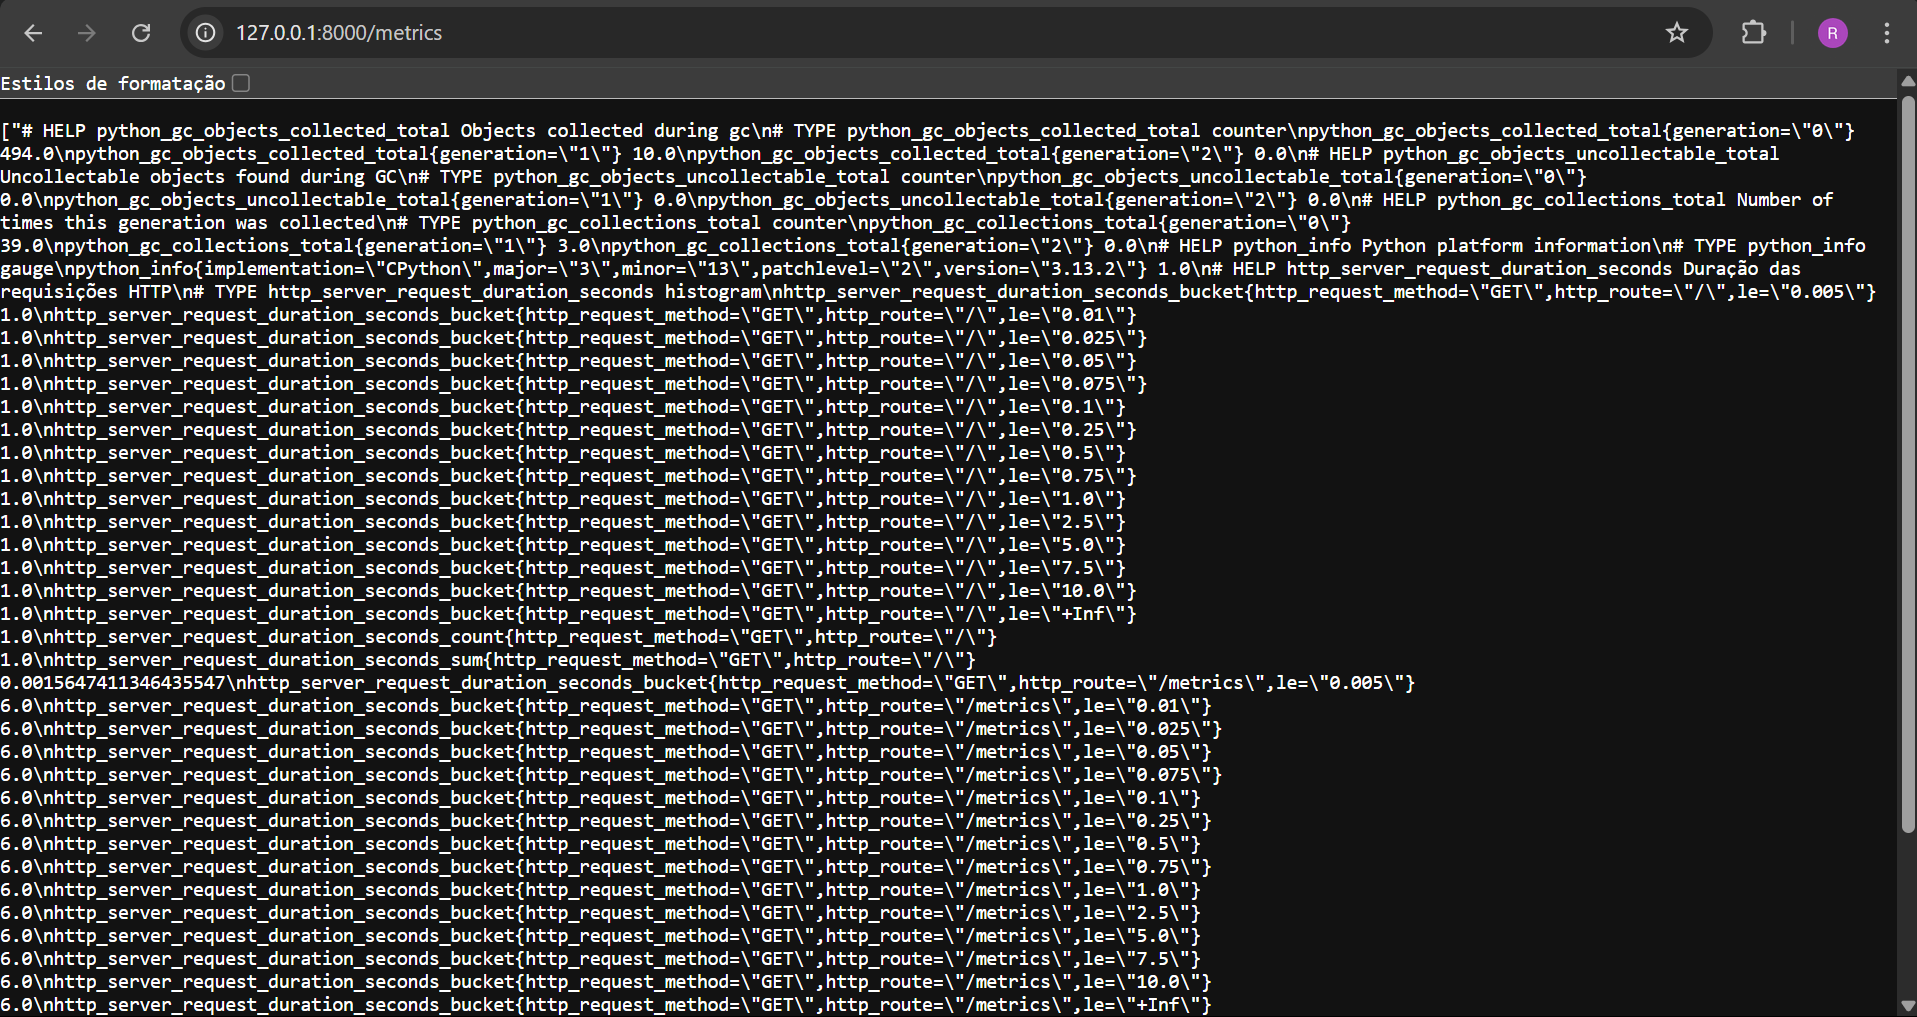 127.0.0.1:8000/metrics
R
Estilos de formatação
["# HELP python_gc_objects_collected_total Objects collected during gc\n# TYPE python_gc_objects_collected_total counter\npython_gc_objects_collected_total{generation=\"0\"}
494.0\npython_gc_objects_collected_total{generation=\"1\"} 10.0\npython_gc_objects_collected_total{generation=\"2\"} 0.0\n# HELP python_gc_objects_uncollectable_total
Uncollectable objects found during GC\n# TYPE python_gc_objects_uncollectable_total counter\npython_gc_objects_uncollectable_total{generation=\"0\"}
0.0\npython_gc_objects_uncollectable_total{generation=\"1\"} 0.0\npython_gc_objects_uncollectable_total{generation=\"2\"} 0.0\n# HELP python_gc_collections_total Number of
times this generation was collected\n# TYPE python_gc_collections_total counter\npython_gc_collections_total{generation=\"0\"}
39.0\npython_gc_collections_total{generation=\"1\"} 3.0\npython_gc_collections_total{generation=\"2\"} 0.0\n# HELP python_info Python platform information\n# TYPE python_info
gauge\npython_info{implementation=\"CPython\",major=\"3\",minor=\"13\",patchlevel=\"2\",version=\"3.13.2\"} 1.0\n# HELP http_server_request_duration_seconds Duração das
requisições HTTP\n# TYPE http_server_request_duration_seconds histogram\nhttp_server_request_duration_seconds_bucket{http_request_method=\"GET\",http_route=\"/\",le=\"0.005\"}
1.0\nhttp_server_request_duration_seconds_bucket{http_request_method=\"GET\",http_route=\"/\",le=\"0.01\"}
1.0\nhttp_server_request_duration_seconds_bucket{http_request_method=\"GET\",http_route=\"/\",le=\"0.025\"}
1.0\nhttp_server_request_duration_seconds_bucket{http_request_method=\"GET\",http_route=\"/\",le=\"0.05\"}
1.0\nhttp_server_request_duration_seconds_bucket{http_request_method=\"GET\",http_route=\"/\",le=\"0.075\"}
1.0\nhttp_server_request_duration_seconds_bucket{http_request_method=\"GET\",http_route=\"/\",le=\"0.1\"}
1.0\nhttp_server_request_duration_seconds_bucket{http_request_method=\"GET\",http_route=\"/\",le=\"0.25\"}
1.0\nhttp_server_request_duration_seconds_bucket{http_request_method=\"GET\",http_route=\"/\",le=\"0.5\"}
1.0\nhttp_server_request_duration_seconds_bucket{http_request_method=\"GET\",http_route=\"/\",le=\"0.75\"}
1.0\nhttp_server_request_duration_seconds_bucket{http_request_method=\"GET\",http_route=\"/\",le=\"1.0\"}
1.0\nhttp_server_request_duration_seconds_bucket{http_request_method=\"GET\",http_route=\"/\",le=\"2.5\"}
1.0\nhttp_server_request_duration_seconds_bucket{http_request_method=\"GET\",http_route=\"/\",le=\"5.0\"}
1.0\nhttp_server_request_duration_seconds_bucket{http_request_method=\"GET\",http_route=\"/\",le=\"7.5\"}
1.0\nhttp_server_request_duration_seconds_bucket{http_request_method=\"GET\",http_route=\"/\",le=\"10.0\"}
1.0\nhttp_server_request_duration_seconds_bucket{http_request_method=\"GET\",http_route=\"/\",le=\"+Inf\"}
1.0\nhttp_server_request_duration_seconds_count{http_request_method=\"GET\",http_route=\"/\"}
1.0\nhttp_server_request_duration_seconds_sum{http_request_method=\"GET\",http_route=\"/\"}
0.0015647411346435547\nhttp_server_request_duration_seconds_bucket{http_request_method=\"GET\",http_route=\"/metrics\",le=\"0.005\"}
6.0\nhttp_server_request_duration_seconds_bucket{http_request_method=\"GET\",http_route=\"/metrics\",le=\"0.01\"}
6.0\nhttp_server_request_duration_seconds_bucket{http_request_method=\"GET\",http_route=\"/metrics\",le=\"0.025\"}
6.0\nhttp_server_request_duration_seconds_bucket{http_request_method=\"GET\",http_route=\"/metrics\",le=\"0.05\"}
6.0\nhttp_server_request_duration_seconds_bucket{http_request_method=\"GET\",http_route=\"/metrics\",le=\"0.075\"}
6.0\nhttp_server_request_duration_seconds_bucket{http_request_method=\"GET\",http_route=\"/metrics\",le=\"0.1\"}
6.0\nhttp_server_request_duration_seconds_bucket{http_request_method=\"GET\",http_route=\"/metrics\",le=\"0.25\"}
6.0\nhttp_server_request_duration_seconds_bucket{http_request_method=\"GET\",http_route=\"/metrics\",le=\"0.5\"}
6.0\nhttp_server_request_duration_seconds_bucket{http_request_method=\"GET\",http_route=\"/metrics\",le=\"0.75\"}
6.0\nhttp_server_request_duration_seconds_bucket{http_request_method=\"GET\",http_route=\"/metrics\",le=\"1.0\"}
6.0\nhttp_server_request_duration_seconds_bucket{http_request_method=\"GET\",http_route=\"/metrics\",le=\"2.5\"}
6.0\nhttp_server_request_duration_seconds_bucket{http_request_method=\"GET\",http_route=\"/metrics\",le=\"5.0\"}
6.0\nhttp_server_request_duration_seconds_bucket{http_request_method=\"GET\",http_route=\"/metrics\",le=\"7.5\"}
6.0\nhttp_server_request_duration_seconds_bucket{http_request_method=\"GET\",http_route=\"/metrics\",le=\"10.0\"}
6.0\nhttp_server_request_duration_seconds_bucket{http_request_method=\"GET\",http_route=\"/metrics\",le=\"+Inf\"}